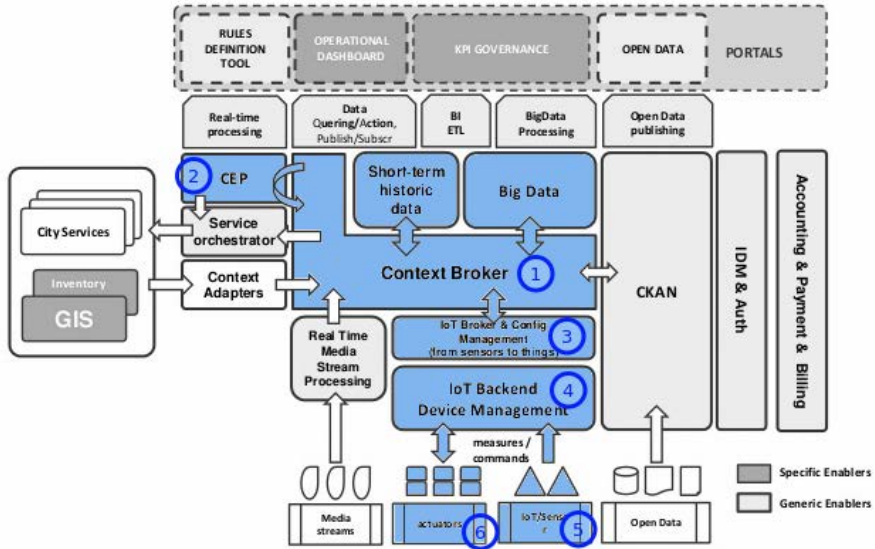 RULES
DEFINITION
TOOL
OPERATIONAL
DASHBOARD
KPI GOVERNANCE
OPEN DATA
PORTALS
Real-time
processing
Data
Quering/Action,
Publish/Subscr
BI
ETL
BigData
Processing
Open Data
publishing
2
CEP
Short-term
historic
data
Big Data
City Services
Service
orchestrator
Context Broker
1
Inventory
GIS
Context
Adapters
CKAN
IDM & Auth
Accounting & Payment & Billing
Real Time
Media
Stream
Processing
IoT Broker & Config
Management
(from sensors to things)
3
IoT Backend
Device Management
4
measures /
commands
Specific Enablers
Generic Enablers
Media
streams
actuators
6
IoT/Senso
r
5
Open Data